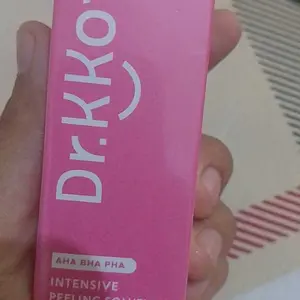 Dr.KKo
AHA BHA PHA
INTENSIVE
PEELING